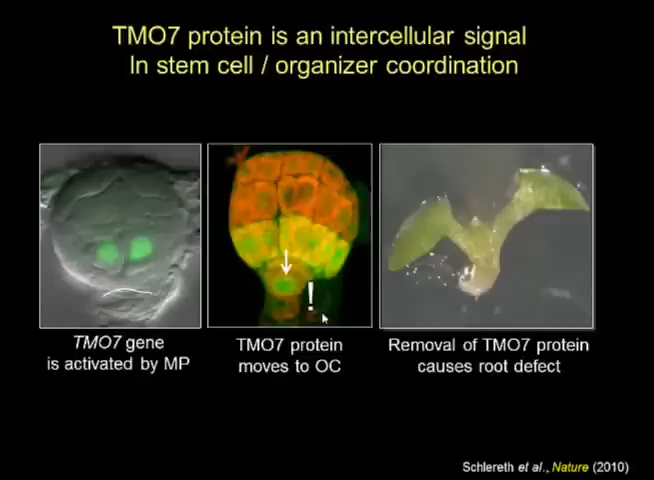 TMO7 protein is an intercellular signal
In stem cell / organizer coordination
!
TMO7 gene
is activated by MP
TMO7 protein
moves to OC
Removal of TMO7 protein
causes root defect
Schlereth et al., Nature (2010)